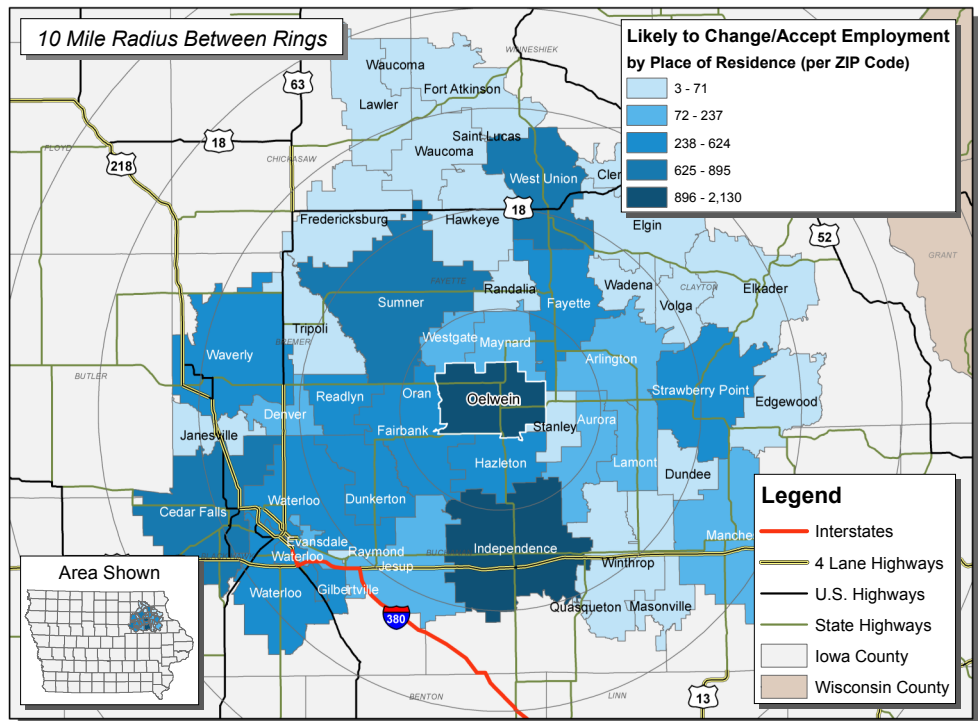 10 Mile Radius Between Rings
Likely to Change/Accept Employment
by Place of Residence (per ZIP Code)
3 - 71
72 - 237
238 - 624
625 - 895
896 - 2,130
WINNESHIEK
Waucoma
63
Fort Atkinson
Lawler
Saint Lucas
18
FLOYD
Waucoma
CHICKASAW
218
West Union
Cler
18
Fredericksburg
Hawkeye
Elgin
52
GRANT
FAYETTE
Randalia
Wadena
CLAYTON
Elkader
Sumner
Fayette
Volga
Tripoli
BREMER
Westgate
Maynard
Waverly
Arlington
BUTLER
Oran
Strawberry Point
Readlyn
Oelwein
Edgewood
Denver
Aurora
Stanley
Fairbank
Janesville
Hazleton
Lamont
Dundee
Dunkerton
Waterloo
Cedar Falls
Evansdale
Waterloo
Raymond
Independence
Manche
Jesup
Winthrop
Waterloo
Gilbertville
Quasqueton
Masonville
380
BENTON
LINN
13
Area Shown
Legend
Interstates
4 Lane Highways
U.S. Highways
State Highways
Iowa County
Wisconsin County